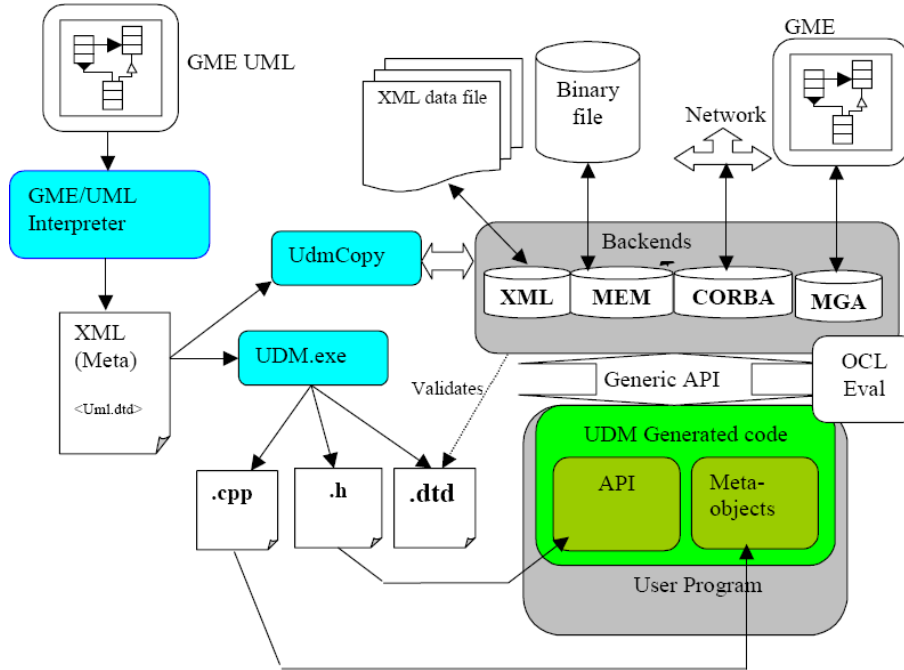 GME UML
GME
XML data file
Binary
file
Network
GME/UML
Interpreter
UdmCopy
Backends
XML
MEM
CORBA
MGA
XML
(Meta)
<Uml.dtd>
UDM.exe
Validates
Generic API
OCL
Eval
UDM Generated code
.cpp
.h
.dtd
API
Meta-
objects
User Program